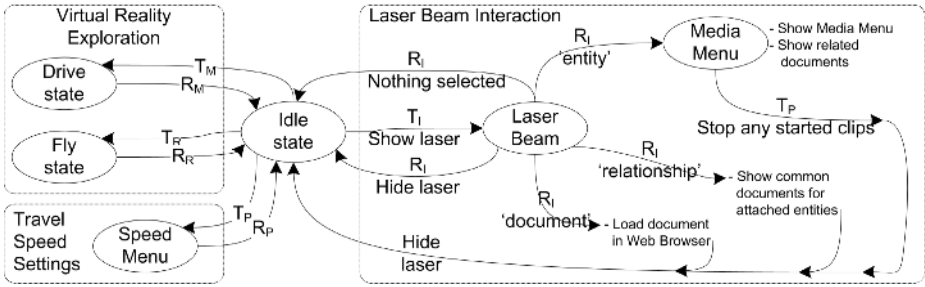 Virtual Reality
Exploration
Drive
state
T_M
R_M
Fly
state
T_R
R_R
Travel
Speed
Settings
Speed
Menu
T_P
R_P
Idle
state
Laser Beam Interaction
R_I
Nothing selected
T_I
Show laser
R_I
Hide laser
Laser
Beam
R_I
'entity'
Media
Menu
- Show Media Menu
- Show related
documents
T_P
Stop any started clips
R_I
'relationship'
- Show common
documents for
attached entities
R_I
'document'
- Load document
in Web Browser
Hide
laser